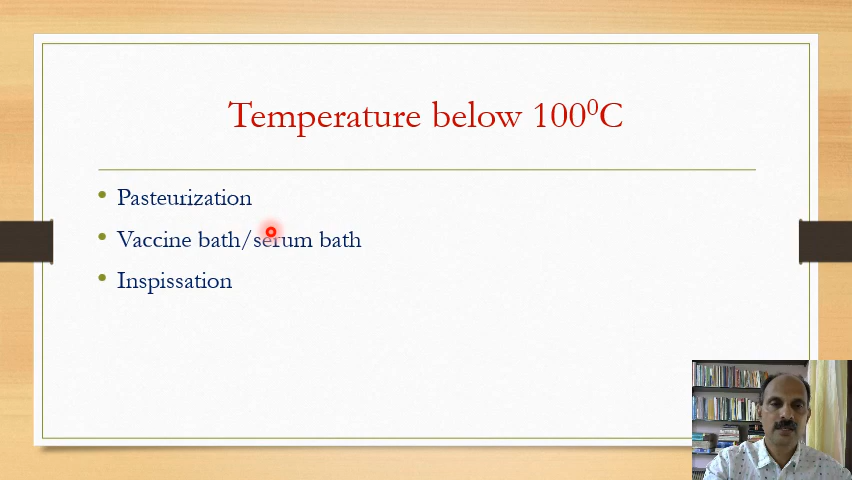 Temperature below 100⁰C
• Pasteurization
• Vaccine bath/serum bath
• Inspissation